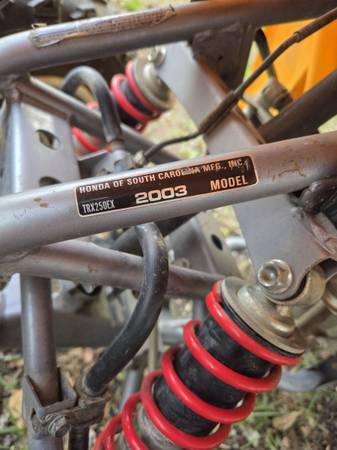 HONDA OF SOUTH CAROLINA MFG., INC.
TRX250EX 2003 MODEL